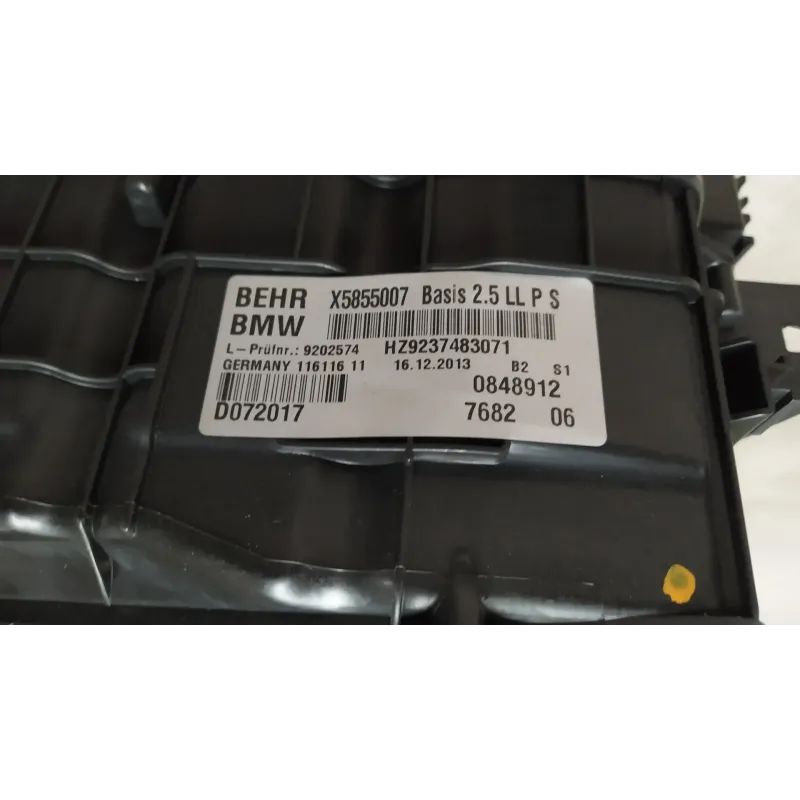 BEHR X5855007 Basis 2.5 LL P S
BMW
L-Prüfnr.: 9202574 HZ9237483071
GERMANY 116116 11 16.12.2013 B2 S1
0848912
D072017 7682 06